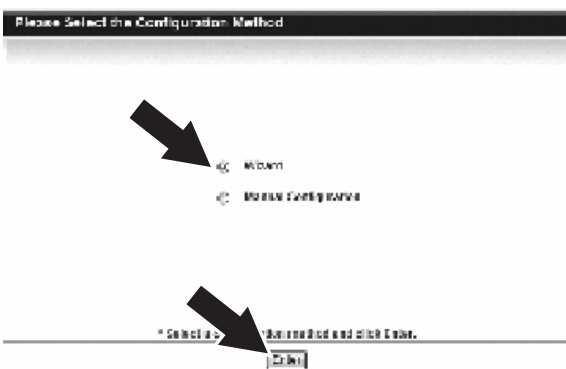 Please Select the Configuration Method
Wizard
Manual Configuration
* Select a method and click Enter.
Enter